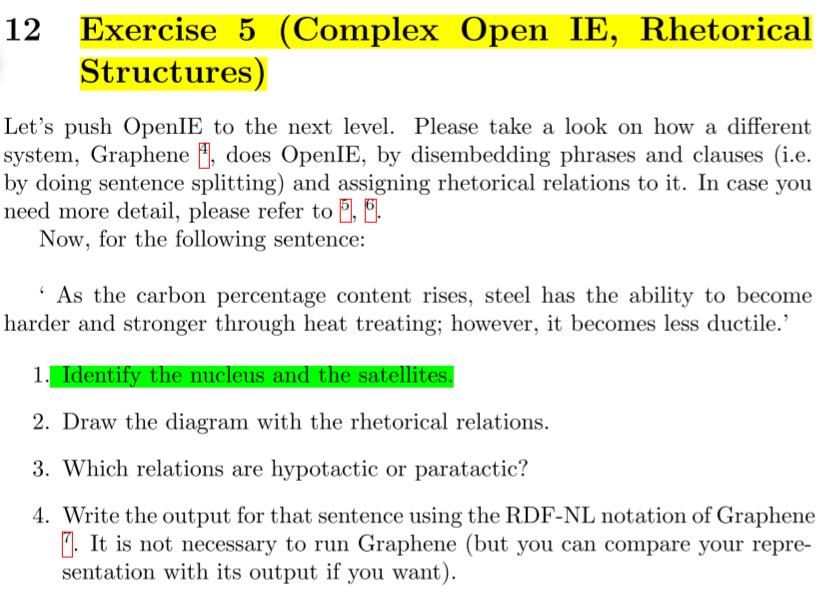 12 Exercise 5 (Complex Open IE, Rhetorical
Structures)
Let's push OpenIE to the next level. Please take a look on how a different
system, Graphene 4, does OpenIE, by disembedding phrases and clauses (i.e.
by doing sentence splitting) and assigning rhetorical relations to it. In case you
need more detail, please refer to 5, 6.
Now, for the following sentence:
‘ As the carbon percentage content rises, steel has the ability to become
harder and stronger through heat treating; however, it becomes less ductile.’
1. Identify the nucleus and the satellites.
2. Draw the diagram with the rhetorical relations.
3. Which relations are hypotactic or paratactic?
4. Write the output for that sentence using the RDF-NL notation of Graphene
7. It is not necessary to run Graphene (but you can compare your repre-
sentation with its output if you want).